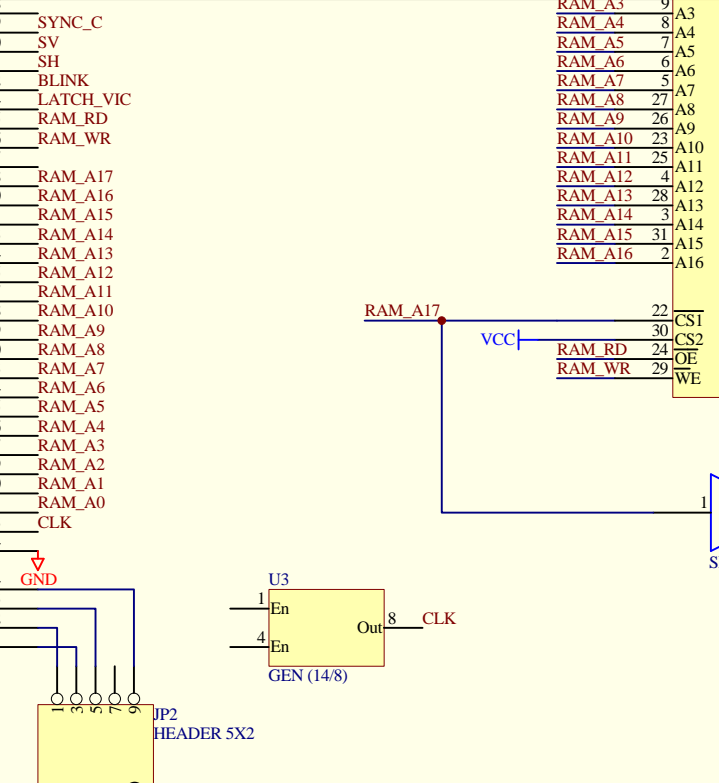 SYNC_C
SV
SH
BLINK
LATCH_VIC
RAM_RD
RAM_WR
RAM_A17
RAM_A16
RAM_A15
RAM_A14
RAM_A13
RAM_A12
RAM_A11
RAM_A10
RAM_A9
RAM_A8
RAM_A7
RAM_A6
RAM_A5
RAM_A4
RAM_A3
RAM_A2
RAM_A1
RAM_A0
CLK
GND
RAM_A3 9 A3
RAM_A4 8 A4
RAM_A5 7 A5
RAM_A6 6 A6
RAM_A7 5 A7
RAM_A8 27 A8
RAM_A9 26 A9
RAM_A10 23 A10
RAM_A11 25 A11
RAM_A12 4 A12
RAM_A13 28 A13
RAM_A14 3 A14
RAM_A15 31 A15
RAM_A16 2 A16
RAM_A17 22 CS1
VCC 30 CS2
RAM_RD 24 OE
RAM_WR 29 WE
1
S
U3
1 En
8 CLK
Out
4 En
GEN (14/8)
1 3 5 7 9
JP2
HEADER 5X2